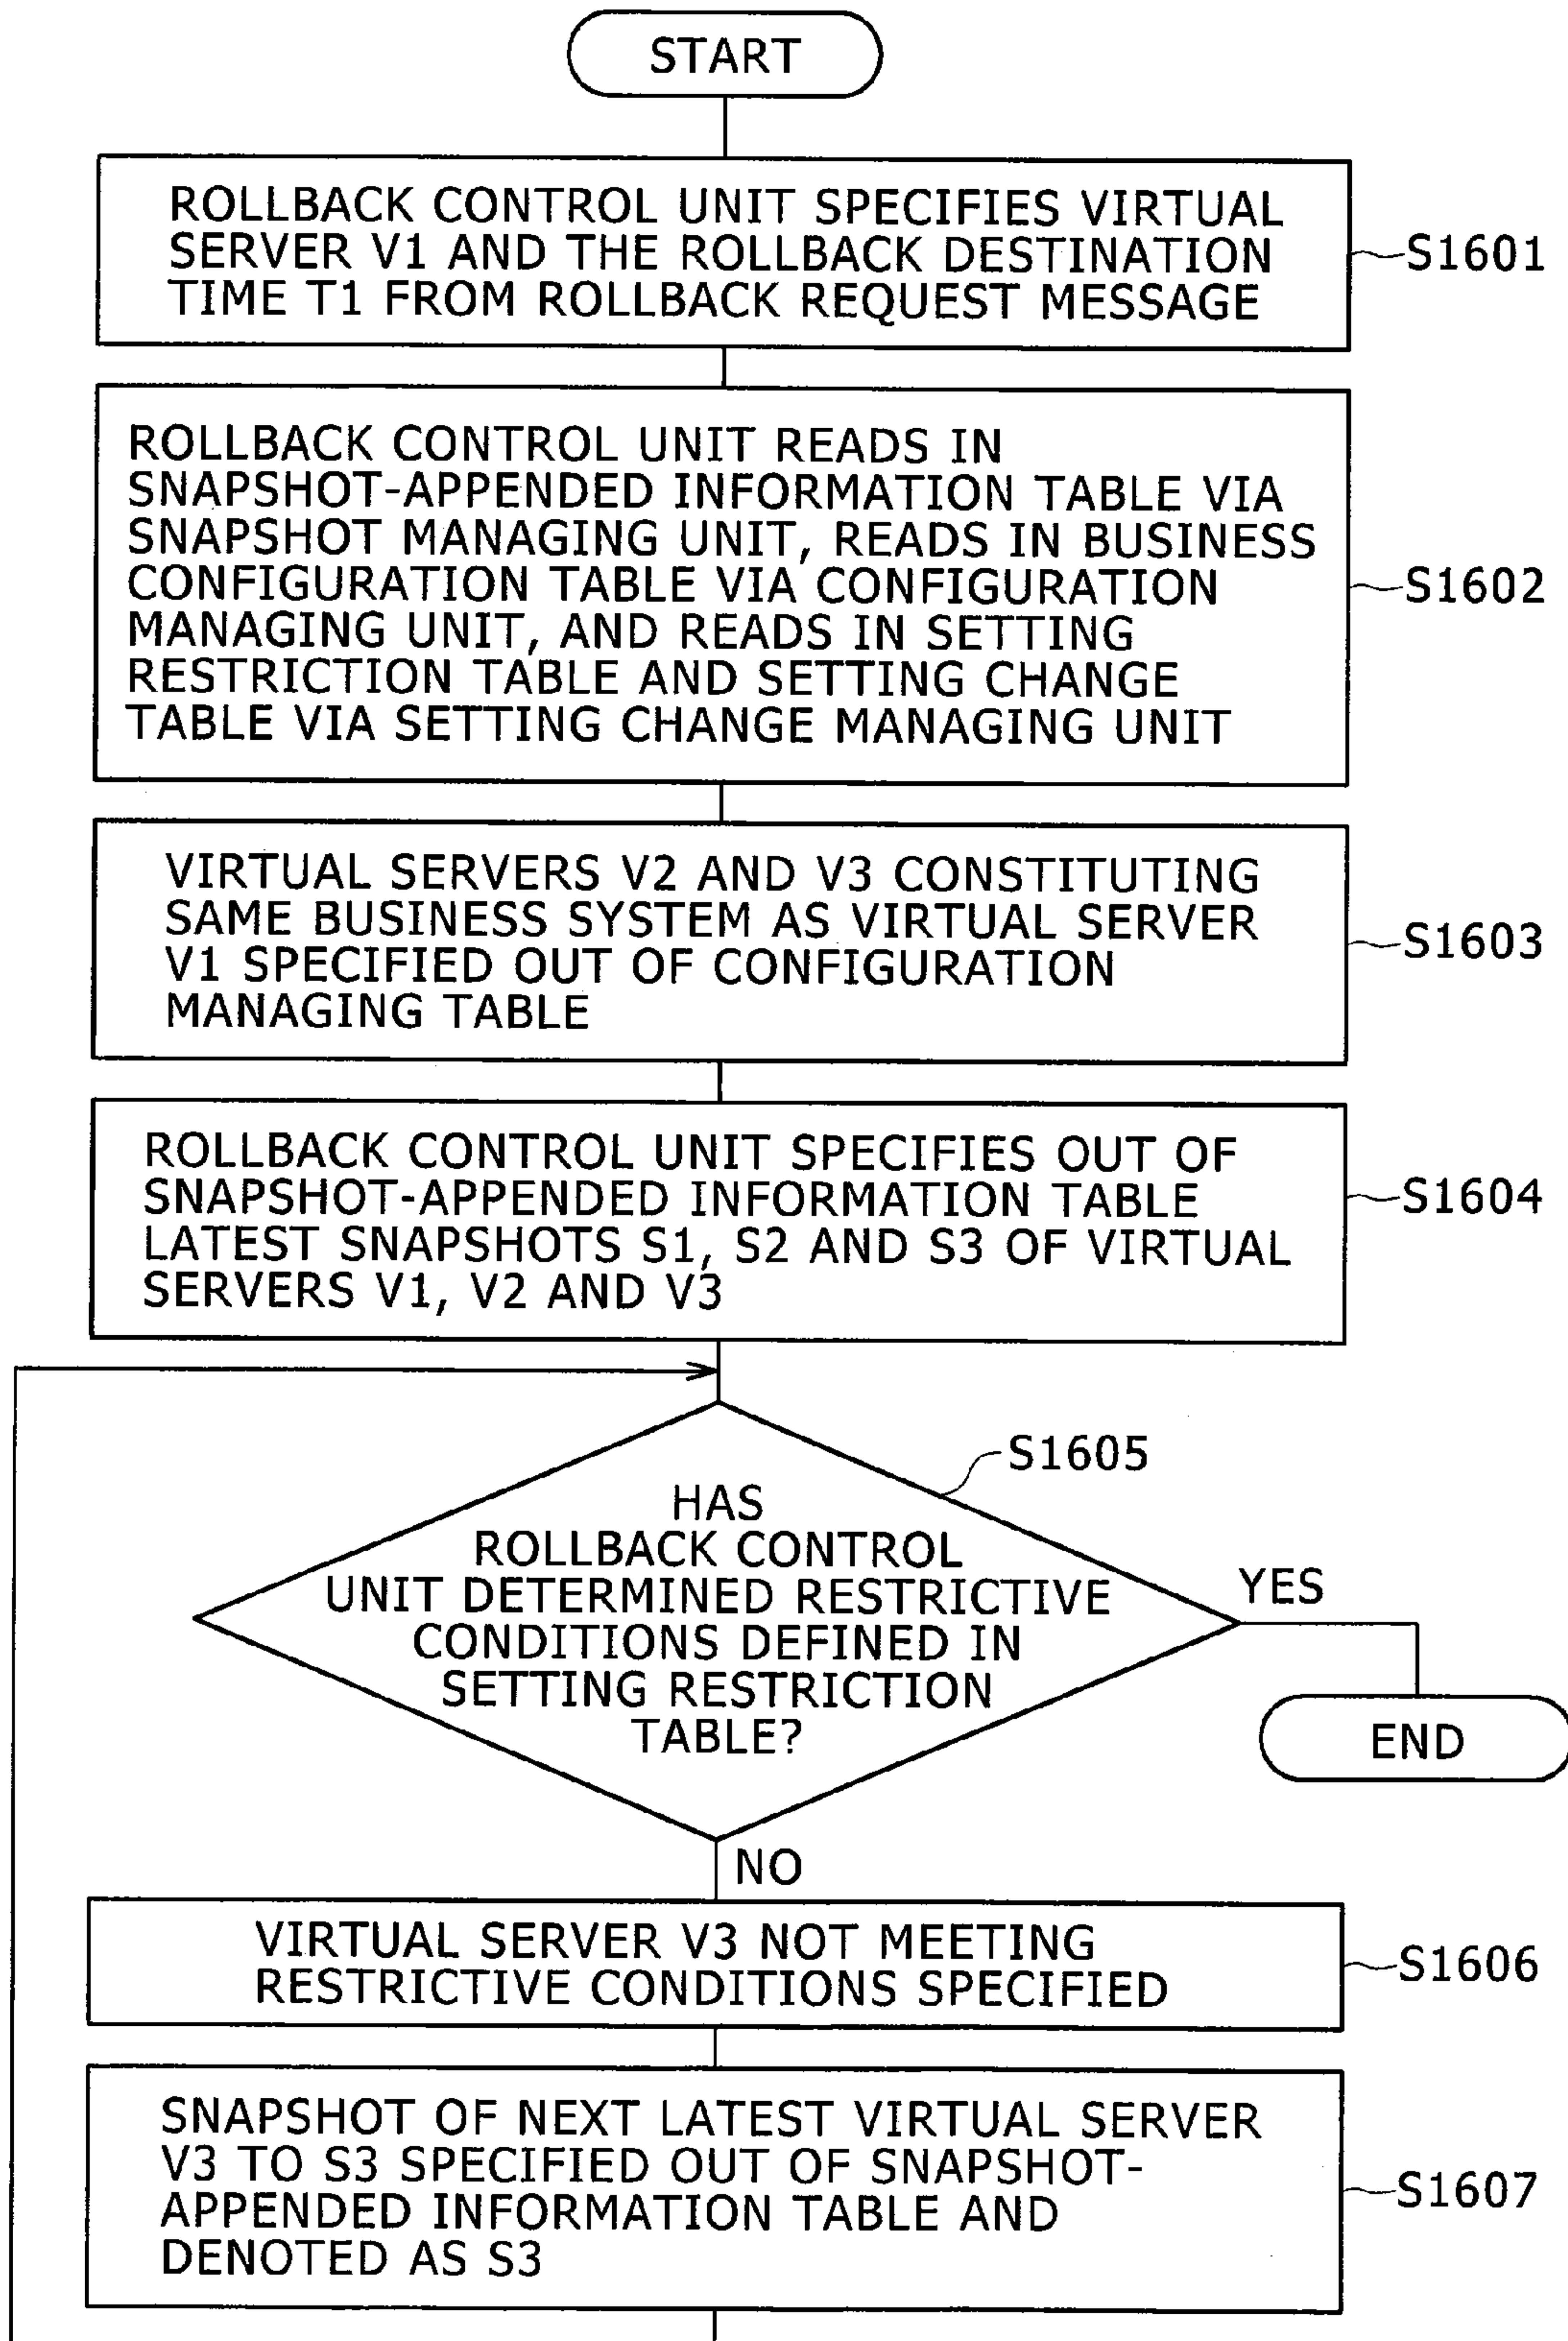 START
ROLLBACK CONTROL UNIT SPECIFIES VIRTUAL
SERVER V1 AND THE ROLLBACK DESTINATION
TIME T1 FROM ROLLBACK REQUEST MESSAGE
S1601
ROLLBACK CONTROL UNIT READS IN
SNAPSHOT-APPENDED INFORMATION TABLE VIA
SNAPSHOT MANAGING UNIT, READS IN BUSINESS
CONFIGURATION TABLE VIA CONFIGURATION
MANAGING UNIT, AND READS IN SETTING
RESTRICTION TABLE AND SETTING CHANGE
TABLE VIA SETTING CHANGE MANAGING UNIT
S1602
VIRTUAL SERVERS V2 AND V3 CONSTITUTING
SAME BUSINESS SYSTEM AS VIRTUAL SERVER
V1 SPECIFIED OUT OF CONFIGURATION
MANAGING TABLE
S1603
ROLLBACK CONTROL UNIT SPECIFIES OUT OF
SNAPSHOT-APPENDED INFORMATION TABLE
LATEST SNAPSHOTS S1, S2 AND S3 OF VIRTUAL
SERVERS V1, V2 AND V3
S1604
S1605
HAS
ROLLBACK CONTROL
UNIT DETERMINED RESTRICTIVE
CONDITIONS DEFINED IN
SETTING RESTRICTION
TABLE?
YES
END
NO
VIRTUAL SERVER V3 NOT MEETING
RESTRICTIVE CONDITIONS SPECIFIED
S1606
SNAPSHOT OF NEXT LATEST VIRTUAL SERVER
V3 TO S3 SPECIFIED OUT OF SNAPSHOT-
APPENDED INFORMATION TABLE AND
DENOTED AS S3
S1607